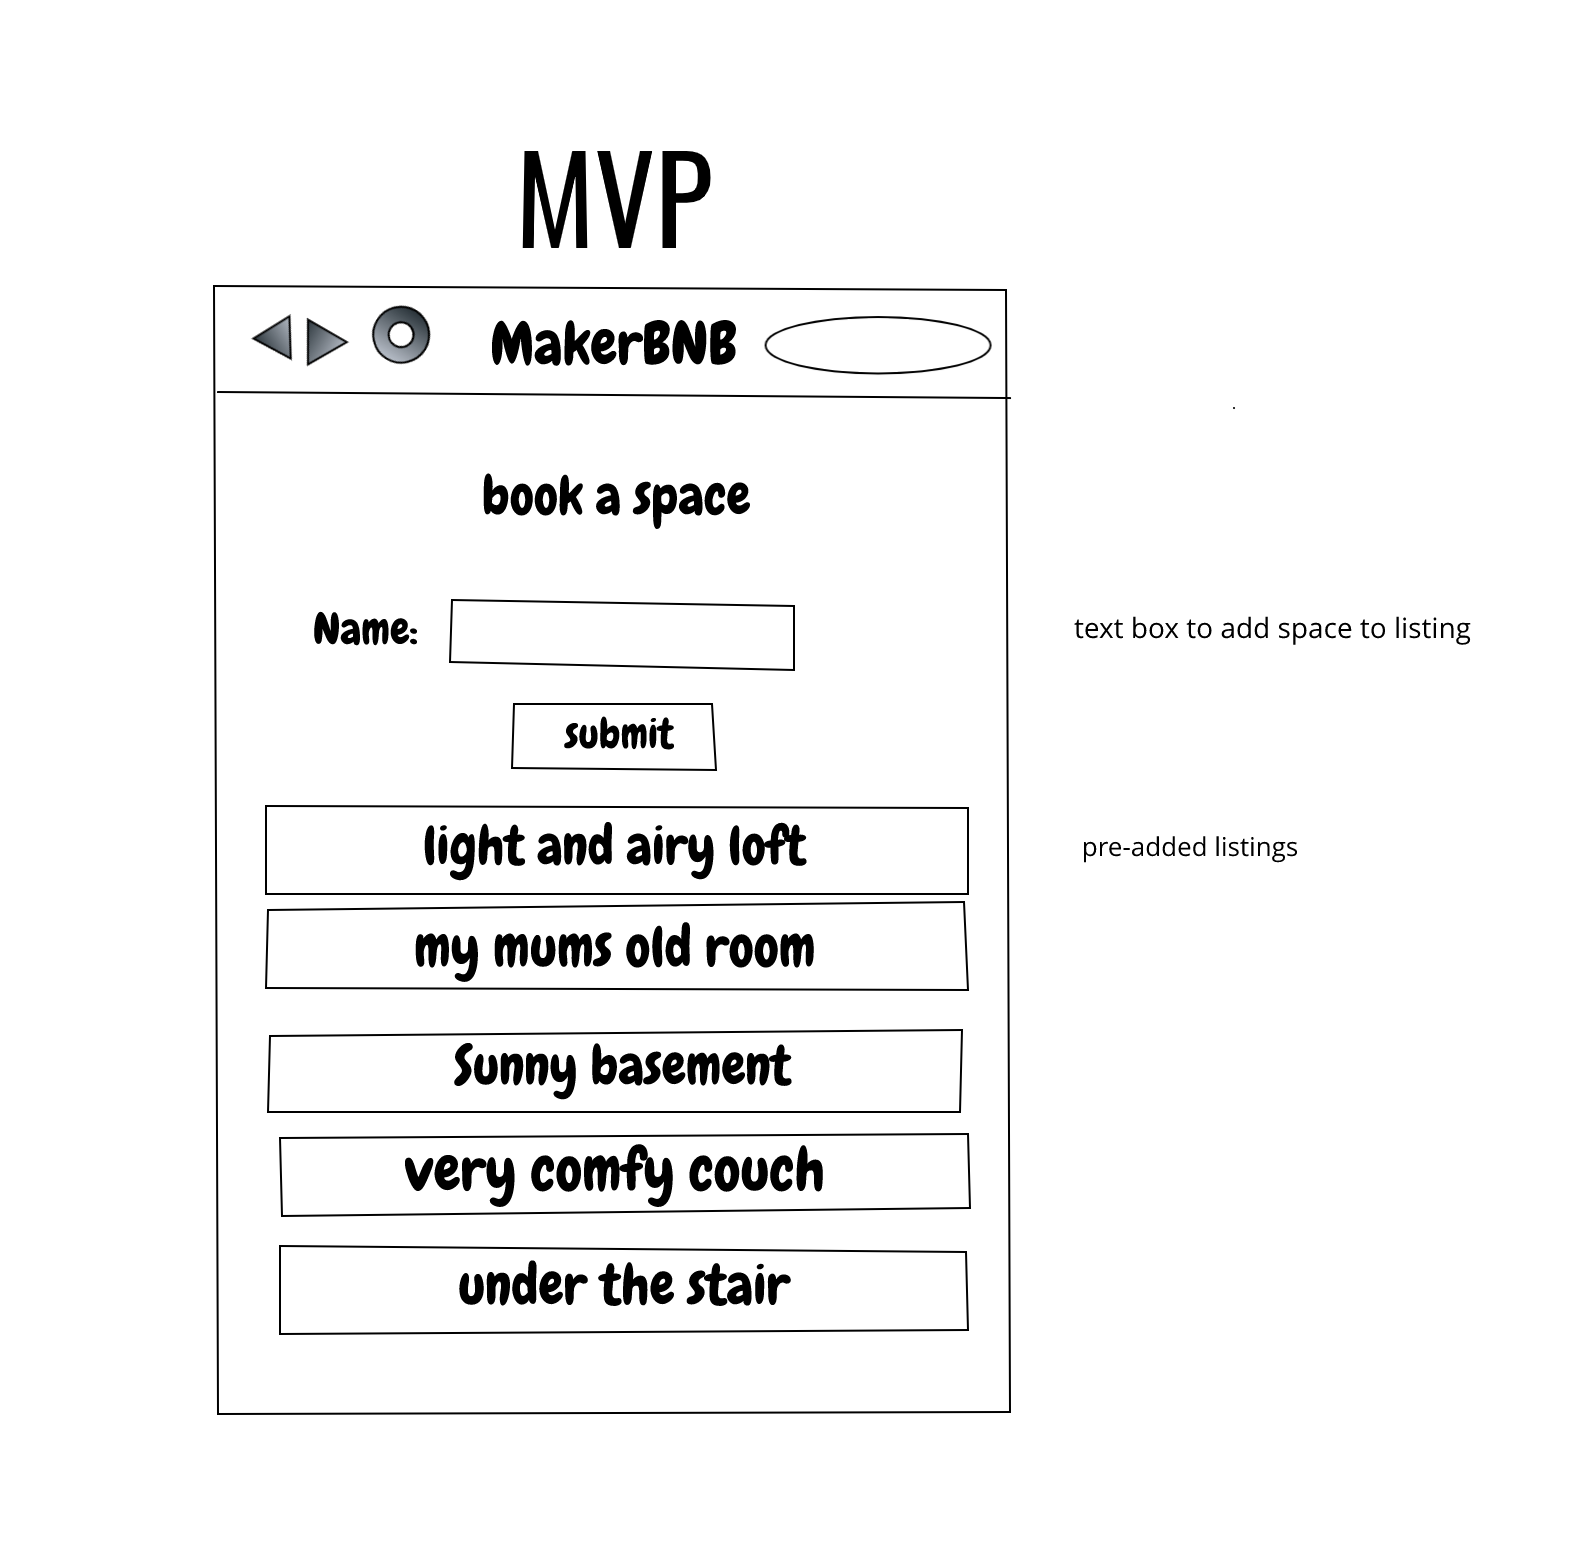 MVP
MakerBNB
book a space
Name:
text box to add space to listing
submit
light and airy loft
pre-added listings
my mums old room
Sunny basement
very comfy couch
under the stair